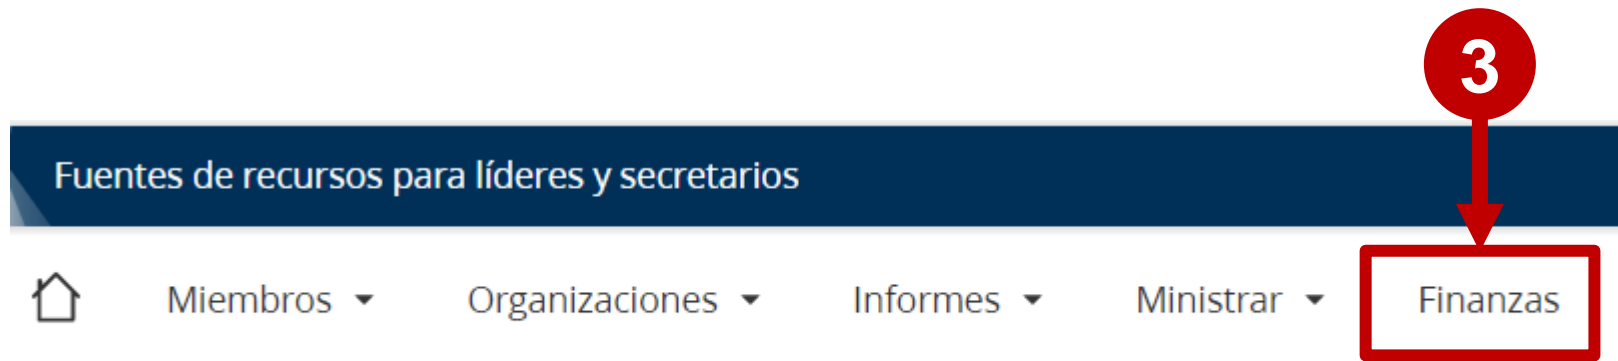 3
Fuentes de recursos para líderes y secretarios
Miembros Organizaciones Informes Ministrar Finanzas